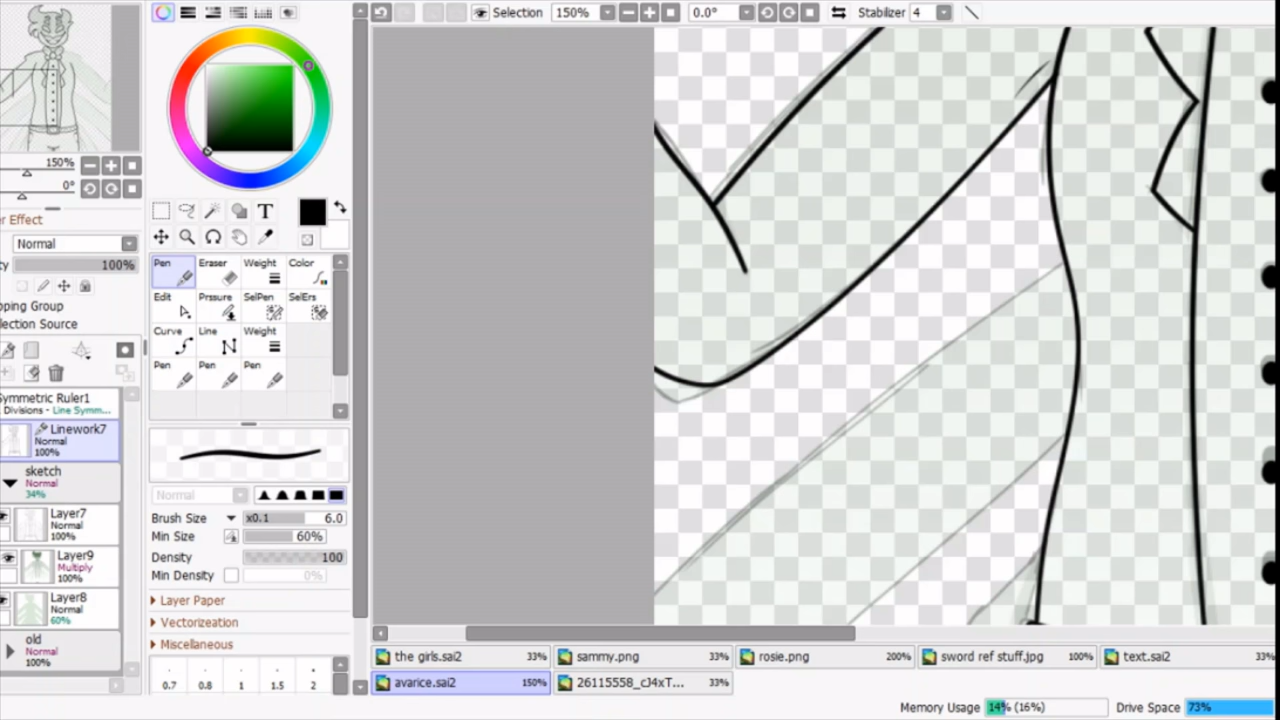 Selection 150% 0.0° Stabilizer 4
150%
0°
er Effect
Normal
ty 100%
pping Group
lection Source
Symmetric Ruler1
Divisions - Line Symm...
Linework7
Normal
100%
sketch
Normal
34%
Layer7
Normal
100%
Layer9
Multiply
100%
Layer8
Normal
60%
old
Normal
100%
T
Pen Eraser Weight Color
Edit Prssure SelPen SelErs
Curve Line Weight
Pen Pen Pen
Normal
Brush Size x0.1 6.0
Min Size 60%
Density 100
Min Density 0%
Layer Paper
Vectorization
Miscellaneous
0.7 0.8 1 1.5 2
the girls.sai2 33% sammy.png 33% rosie.png 200% sword ref stuff.jpg 100% text.sai2 33%
avarice.sai2 150% 26115558_cJ4xT... 33%
Memory Usage 14% (16%) Drive Space 73%